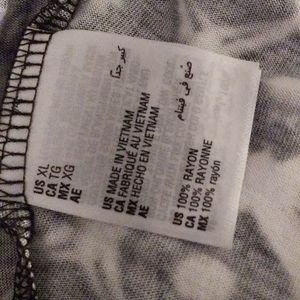 US XL
CA TG
MX XG
AE كبير جداً
US MADE IN VIETNAM
CA FABRIQUÉ AU VIETNAM
MX HECHO EN VIETNAM
AE صنع في فيتنام
US 100% RAYON
CA 100% RAYONNE
MX 100% rayón